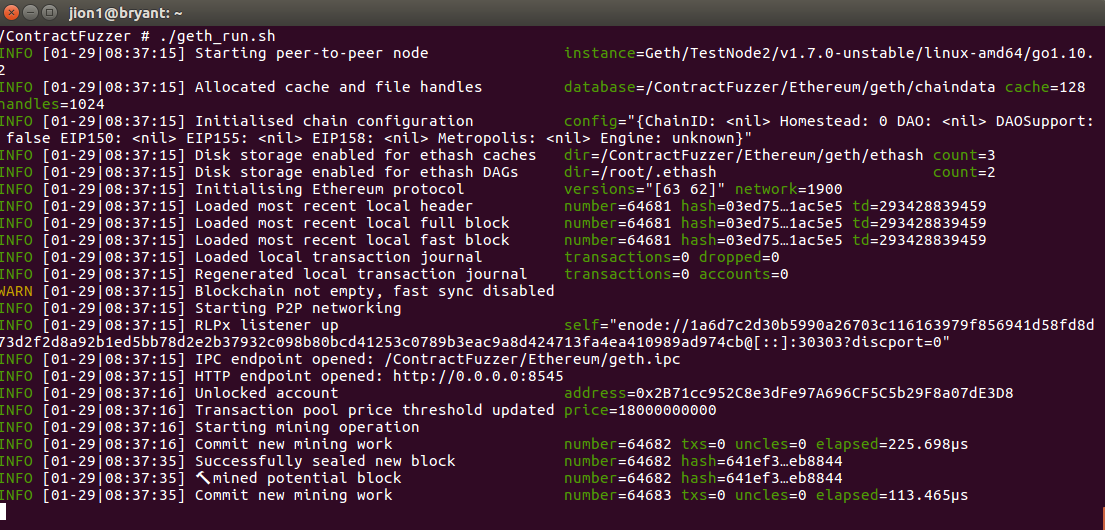 jion1@bryant: ~
/ContractFuzzer # ./geth_run.sh
INFO [01-29|08:37:15] Starting peer-to-peer node instance=Geth/TestNode2/v1.7.0-unstable/linux-amd64/go1.10.
2
INFO [01-29|08:37:15] Allocated cache and file handles database=/ContractFuzzer/Ethereum/geth/chaindata cache=128
handles=1024
INFO [01-29|08:37:15] Initialised chain configuration config="{ChainID: <nil> Homestead: 0 DAO: <nil> DAOSupport:
false EIP150: <nil> EIP155: <nil> EIP158: <nil> Metropolis: <nil> Engine: unknown}"
INFO [01-29|08:37:15] Disk storage enabled for ethash caches dir=/ContractFuzzer/Ethereum/geth/ethash count=3
INFO [01-29|08:37:15] Disk storage enabled for ethash DAGs dir=/root/.ethash count=2
INFO [01-29|08:37:15] Initialising Ethereum protocol versions="[63 62]" network=1900
INFO [01-29|08:37:15] Loaded most recent local header number=64681 hash=03ed75…1ac5e5 td=293428839459
INFO [01-29|08:37:15] Loaded most recent local full block number=64681 hash=03ed75…1ac5e5 td=293428839459
INFO [01-29|08:37:15] Loaded most recent local fast block number=64681 hash=03ed75…1ac5e5 td=293428839459
INFO [01-29|08:37:15] Loaded local transaction journal transactions=0 dropped=0
INFO [01-29|08:37:15] Regenerated local transaction journal transactions=0 accounts=0
WARN [01-29|08:37:15] Blockchain not empty, fast sync disabled
INFO [01-29|08:37:15] Starting P2P networking
INFO [01-29|08:37:15] RLPx listener up self="enode://1a6d7c2d30b5990a26703c116163979f856941d58fd8d
73d2f2d8a92b1ed5bb78d2e2b37932c098b80bcd41253c0789b3eac9a8d424713fa4ea410989ad974cb@[::]:30303?discport=0"
INFO [01-29|08:37:15] IPC endpoint opened: /ContractFuzzer/Ethereum/geth.ipc
INFO [01-29|08:37:15] HTTP endpoint opened: http://0.0.0.0:8545
INFO [01-29|08:37:16] Unlocked account address=0x2B71cc952C8e3dFe97A696CF5C5b29F8a07dE3D8
INFO [01-29|08:37:16] Transaction pool price threshold updated price=18000000000
INFO [01-29|08:37:16] Starting mining operation
INFO [01-29|08:37:16] Commit new mining work number=64682 txs=0 uncles=0 elapsed=225.698µs
INFO [01-29|08:37:35] Successfully sealed new block number=64682 hash=641ef3…eb8844
INFO [01-29|08:37:35] 🔨mined potential block number=64682 hash=641ef3…eb8844
INFO [01-29|08:37:35] Commit new mining work number=64683 txs=0 uncles=0 elapsed=113.465µs